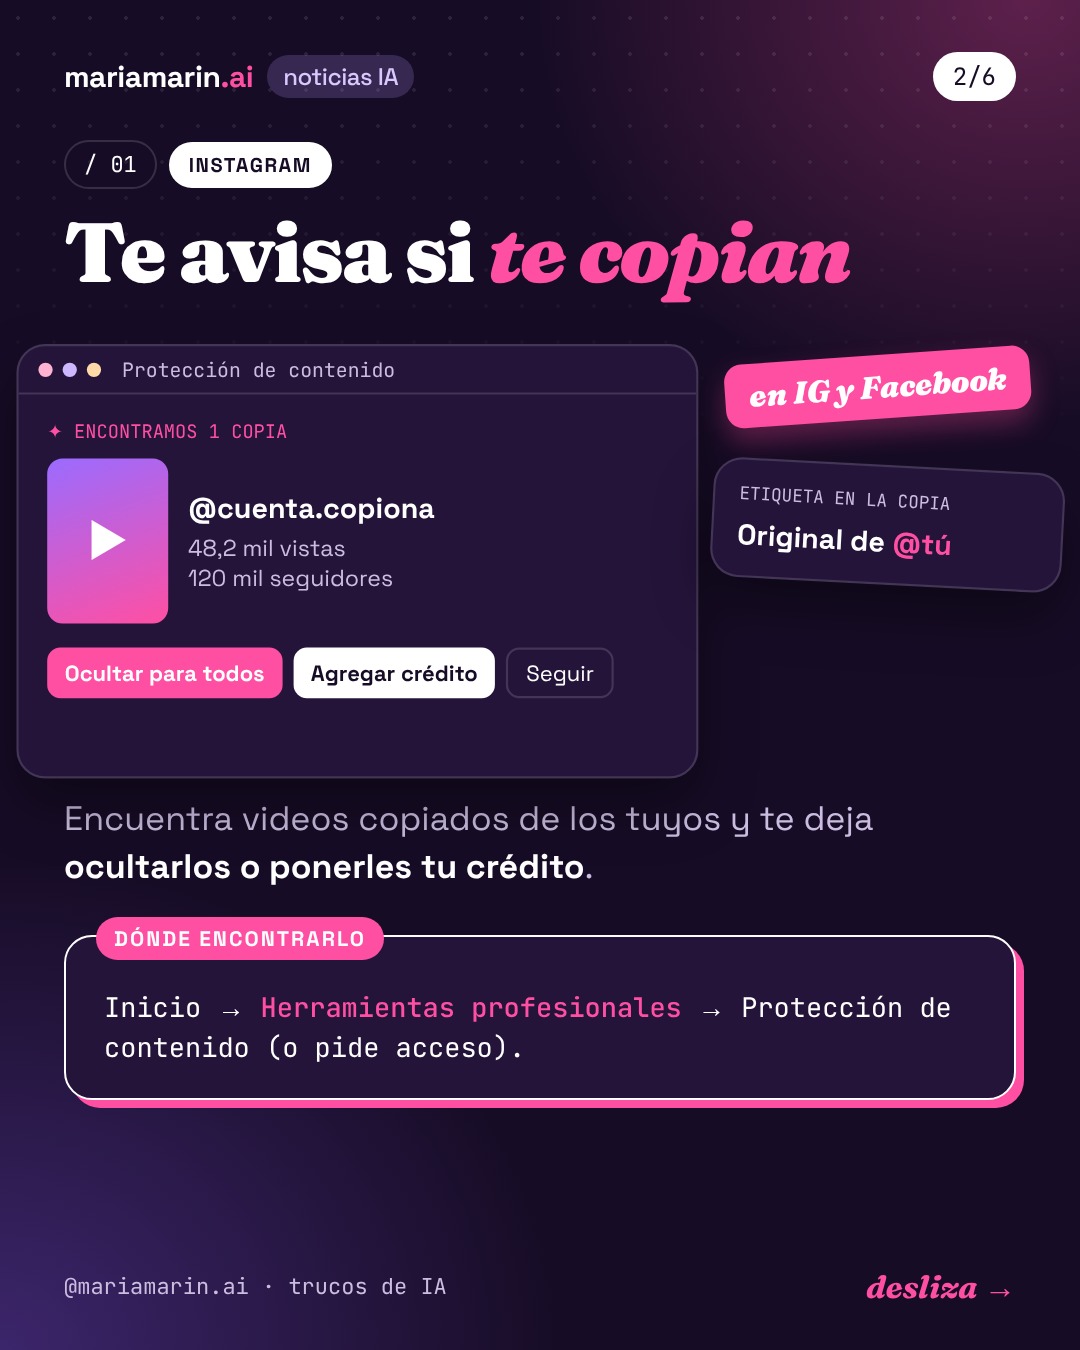 mariamarin.ai noticias IA
2/6
/ 01 INSTAGRAM
Te avisa si te copian
Protección de contenido
✦ ENCONTRAMOS 1 COPIA
@cuenta.copiona
48,2 mil vistas
120 mil seguidores
Ocultar para todos Agregar crédito Seguir
en IG y Facebook
ETIQUETA EN LA COPIA
Original de @tú
Encuentra videos copiados de los tuyos y te deja
ocultarlos o ponerles tu crédito.
DÓNDE ENCONTRARLO
Inicio → Herramientas profesionales → Protección de
contenido (o pide acceso).
@mariamarin.ai · trucos de IA
desliza →